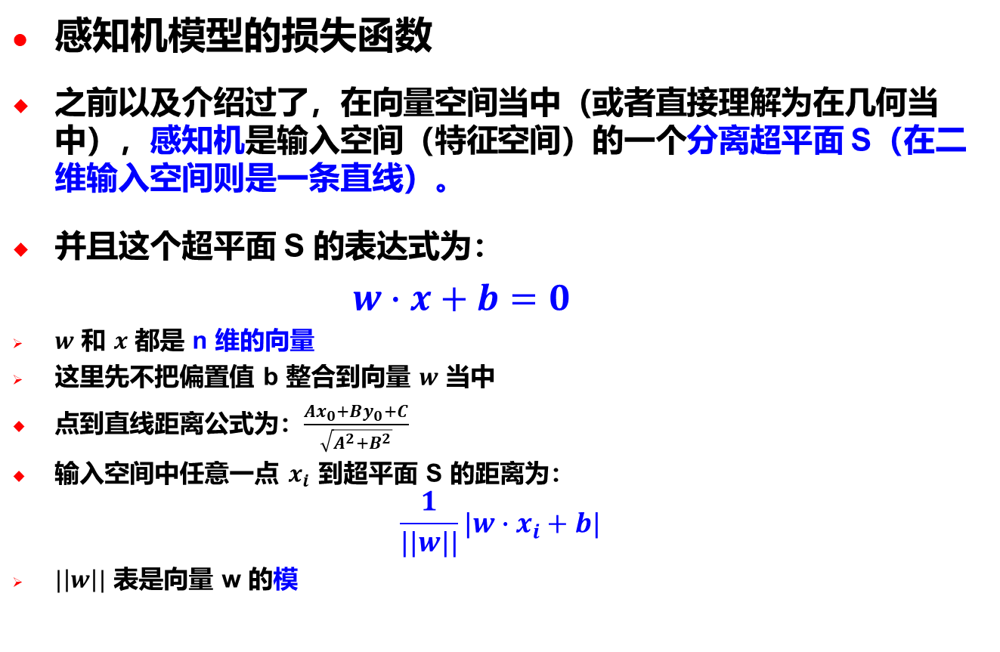 ● 感知机模型的损失函数
◆ 之前以及介绍过了，在向量空间当中（或者直接理解为在几何当
中），感知机是输入空间（特征空间）的一个分离超平面 S（在二
维输入空间则是一条直线）。
◆ 并且这个超平面 S 的表达式为：
w · x + b = 0
➢ w 和 x 都是 n 维的向量
➢ 这里先不把偏置值 b 整合到向量 w 当中
◆ 点到直线距离公式为：\frac{Ax_0+By_0+C}{\sqrt{A^2+B^2}}
◆ 输入空间中任意一点 x_i 到超平面 S 的距离为：
\frac{1}{||w||}|w · x_i + b|
➢ ||w|| 表是向量 w 的模